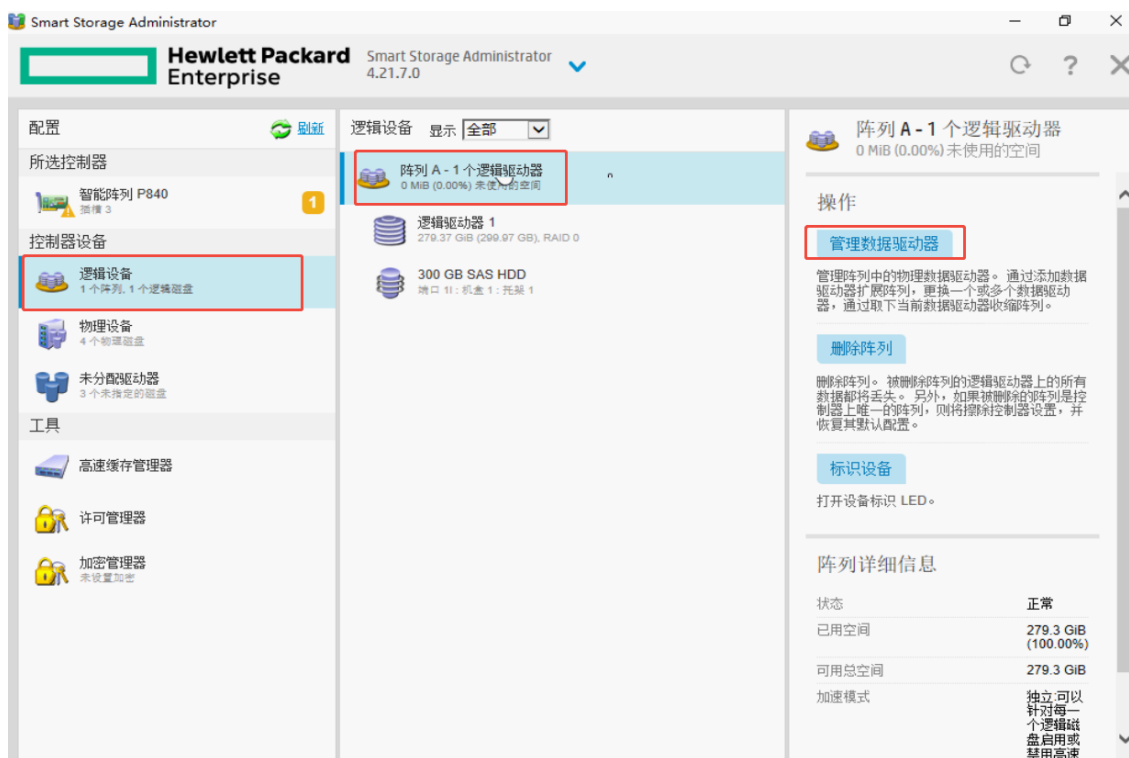 Smart Storage Administrator
Hewlett Packard
Enterprise
Smart Storage Administrator
4.21.7.0
配置
刷新
所选控制器
智能阵列 P840
插槽 3
1
控制器设备
逻辑设备
1 个阵列, 1 个逻辑磁盘
物理设备
4 个物理磁盘
未分配驱动器
3 个未指定的磁盘
工具
高速缓存管理器
许可管理器
加密管理器
未设置加密
逻辑设备 显示 全部
阵列 A - 1 个逻辑驱动器
0 MiB (0.00%) 未使用的空间
逻辑驱动器 1
279.37 GiB (299.97 GB), RAID 0
300 GB SAS HDD
端口 1I : 机盒 1 : 托架 1
阵列 A - 1 个逻辑驱动器
0 MiB (0.00%) 未使用的空间
操作
管理数据驱动器
管理阵列中的物理数据驱动器。 通过添加数据
驱动器扩展阵列，更换一个或多个数据驱动
器，通过取下当前数据驱动器收缩阵列。
删除阵列
删除阵列。 被删除阵列的逻辑驱动器上的所有
数据都将丢失。 另外，如果被删除的阵列是控
制器上唯一的阵列，则将擦除控制器设置，并
恢复其默认配置。
标识设备
打开设备标识 LED。
阵列详细信息
状态 正常
已用空间 279.3 GiB
(100.00%)
可用总空间 279.3 GiB
加速模式 独立:可以
针对每一
个逻辑磁
盘启用或
禁用高速